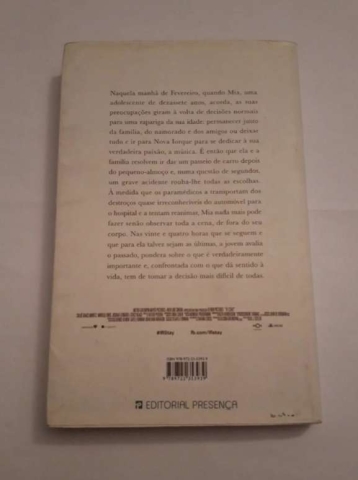 Naquela manhã de Fevereiro, quando Mia, uma
adolescente de dezassete anos, acorda, as suas
preocupações giram à volta de decisões normais
para uma rapariga da sua idade: permanecer junto
da família, do namorado e dos amigos ou deixar
tudo e ir para Nova Iorque para se dedicar à sua
verdadeira paixão, a música. É então que ela e a
família resolvem ir dar um passeio de carro depois
do pequeno-almoço e, numa questão de segundos,
um grave acidente rouba-lhe todas as escolhas.
À medida que os paramédicos a transportam dos
destroços quase irreconhecíveis do automóvel para
o hospital e a tentam reanimar, Mia nada mais pode
fazer senão observar toda a cena, de fora do seu
corpo. Nas vinte e quatro horas que se seguem e
que para ela talvez sejam as últimas, a jovem avalia
o passado, pondera sobre o que é verdadeiramente
importante e, confrontada com o que dá sentido à
vida, tem de tomar a decisão mais difícil de todas.
EDITORIAL PRESENÇA